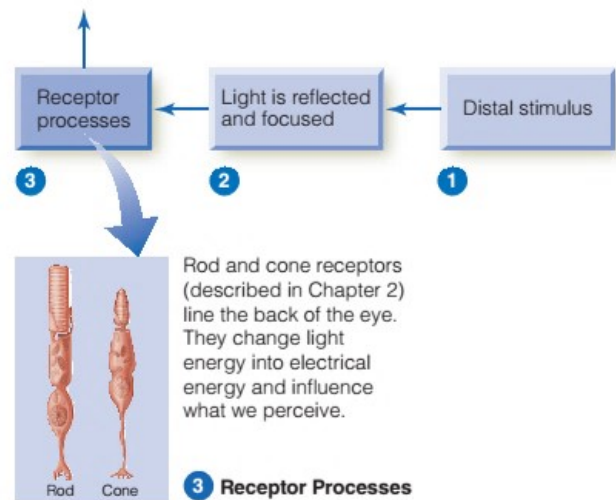 Receptor
processes
Light is reflected
and focused
Distal stimulus
3
2
1
Rod and cone receptors
(described in Chapter 2)
line the back of the eye.
They change light
energy into electrical
energy and influence
what we perceive.
Rod Cone
3 Receptor Processes